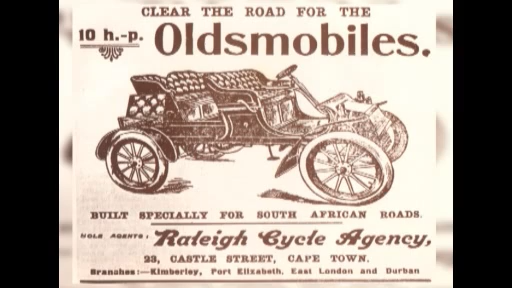 CLEAR THE ROAD FOR THE
10 h.-p. Oldsmobiles.
BUILT SPECIALLY FOR SOUTH AFRICAN ROADS.
SOLE AGENTS: Raleigh Cycle Agency,
23, CASTLE STREET, CAPE TOWN.
Branches:—Kimberley, Port Elizabeth, East London and Durban